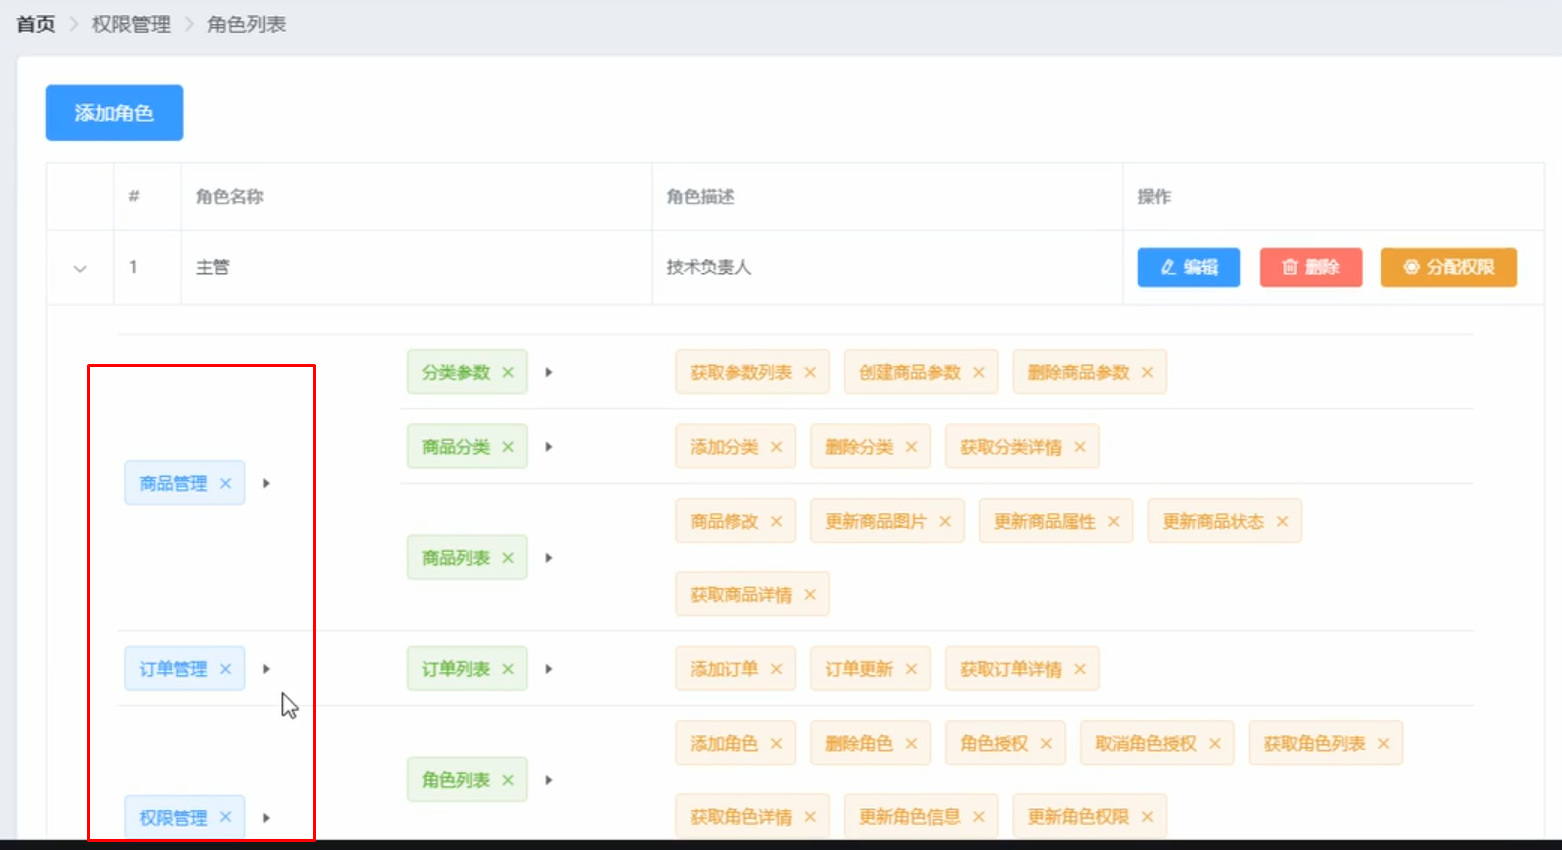 首页 > 权限管理 > 角色列表
添加角色
# 角色名称 角色描述 操作
1 主管 技术负责人 编辑 删除 分配权限
分类参数 × 获取参数列表 × 创建商品参数 × 删除商品参数 ×
商品分类 × 添加分类 × 删除分类 × 获取分类详情 ×
商品管理 ×
商品修改 × 更新商品图片 × 更新商品属性 × 更新商品状态 ×
商品列表 ×
获取商品详情 ×
订单管理 × 订单列表 × 添加订单 × 订单更新 × 获取订单详情 ×
添加角色 × 删除角色 × 角色授权 × 取消角色授权 × 获取角色列表 ×
角色列表 ×
权限管理 × 获取角色详情 × 更新角色信息 × 更新角色权限 ×